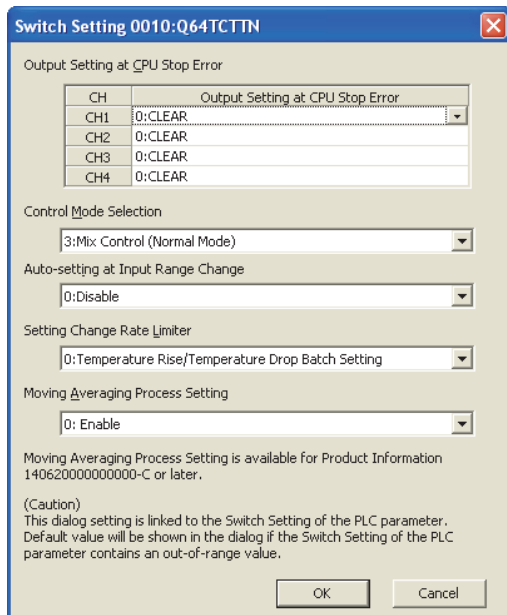 Switch Setting 0010:Q64TCTTN
Output Setting at CPU Stop Error
CH Output Setting at CPU Stop Error
CH1 0:CLEAR
CH2 0:CLEAR
CH3 0:CLEAR
CH4 0:CLEAR
Control Mode Selection
3:Mix Control (Normal Mode)
Auto-setting at Input Range Change
0:Disable
Setting Change Rate Limiter
0:Temperature Rise/Temperature Drop Batch Setting
Moving Averaging Process Setting
0: Enable
Moving Averaging Process Setting is available for Product Information
140620000000000-C or later.
(Caution)
This dialog setting is linked to the Switch Setting of the PLC parameter.
Default value will be shown in the dialog if the Switch Setting of the PLC
parameter contains an out-of-range value.
OK Cancel